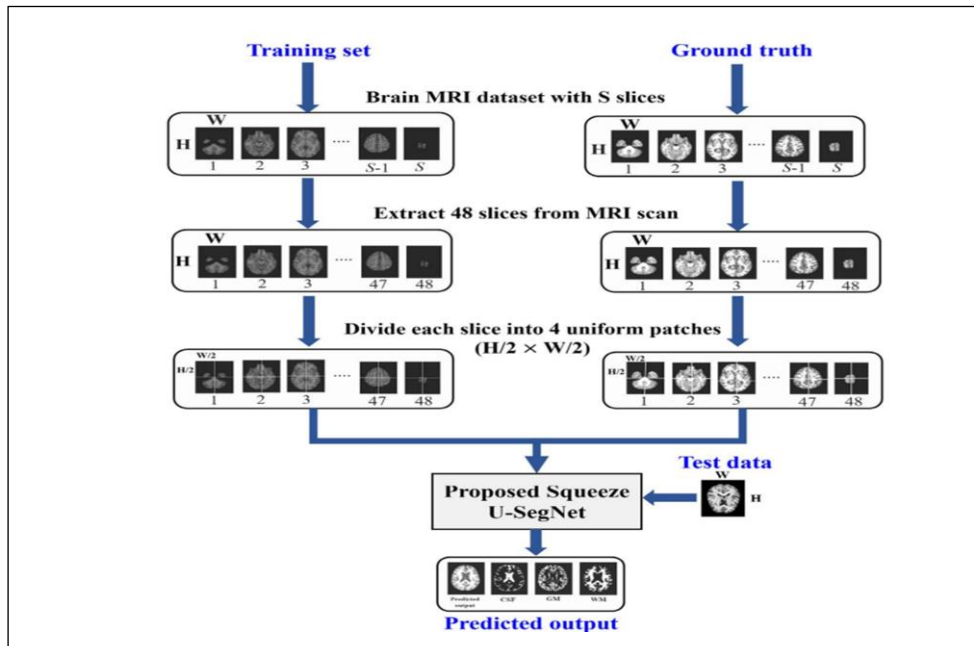 Training set
Ground truth
Brain MRI dataset with S slices
W
H
1 2 3 .... S-1 S
W
H
1 2 3 .... S-1 S
Extract 48 slices from MRI scan
W
H
1 2 3 .... 47 48
W
H
1 2 3 .... 47 48
Divide each slice into 4 uniform patches
(H/2 × W/2)
W/2
H/2
1 2 3 .... 47 48
W/2
H/2
1 2 3 .... 47 48
Test data
W
H
Proposed Squeeze
U-SegNet
Predicted
output
CSF GM WM
Predicted output